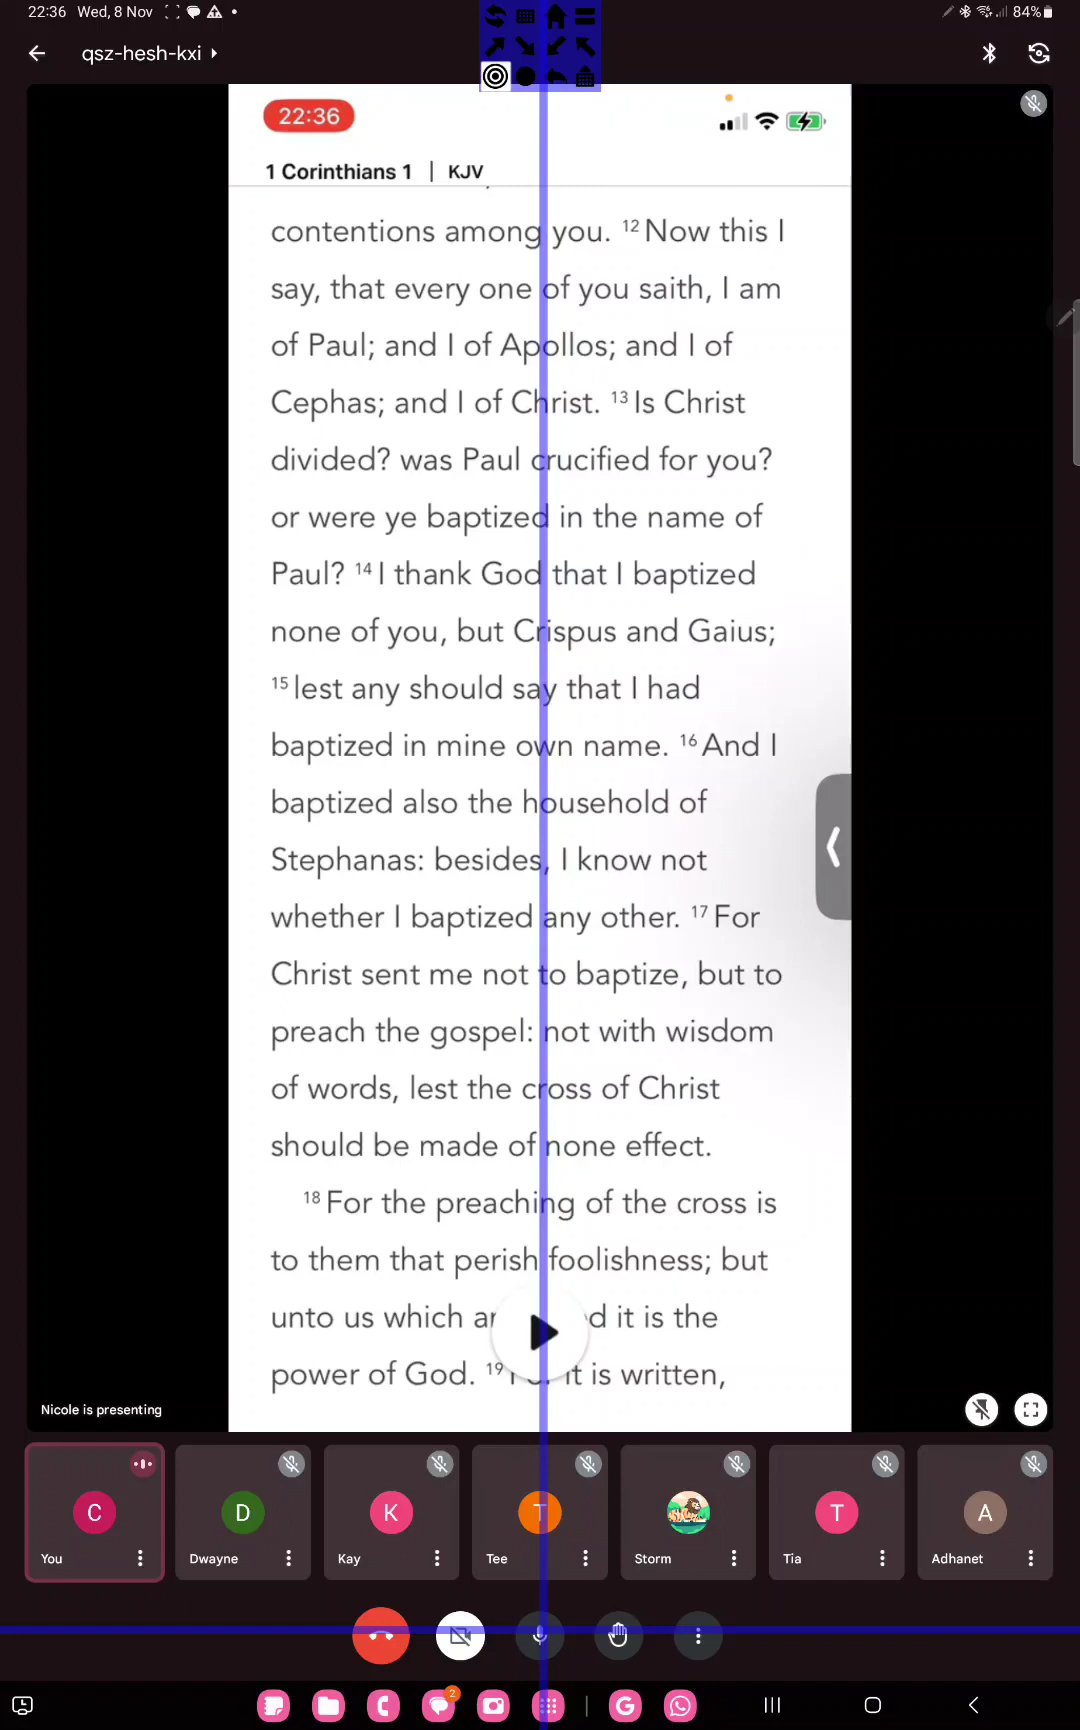 22:36 Wed, 8 Nov
84%
qsz-hesh-kxi
22:36
1 Corinthians 1 | KJV
contentions among you. 12 Now this I
say, that every one of you saith, I am
of Paul; and I of Apollos; and I of
Cephas; and I of Christ. 13 Is Christ
divided? was Paul crucified for you?
or were ye baptized in the name of
Paul? 14 I thank God that I baptized
none of you, but Crispus and Gaius;
15 lest any should say that I had
baptized in mine own name. 16 And I
baptized also the household of
Stephanas: besides, I know not
whether I baptized any other. 17 For
Christ sent me not to baptize, but to
preach the gospel: not with wisdom
of words, lest the cross of Christ
should be made of none effect.
18 For the preaching of the cross is
to them that perish foolishness; but
unto us which it is the
power of God. 19 it is written,
Nicole is presenting
C
D
K
T
T
A
You
Dwayne
Kay
Tee
Storm
Tia
Adhanet
2
G